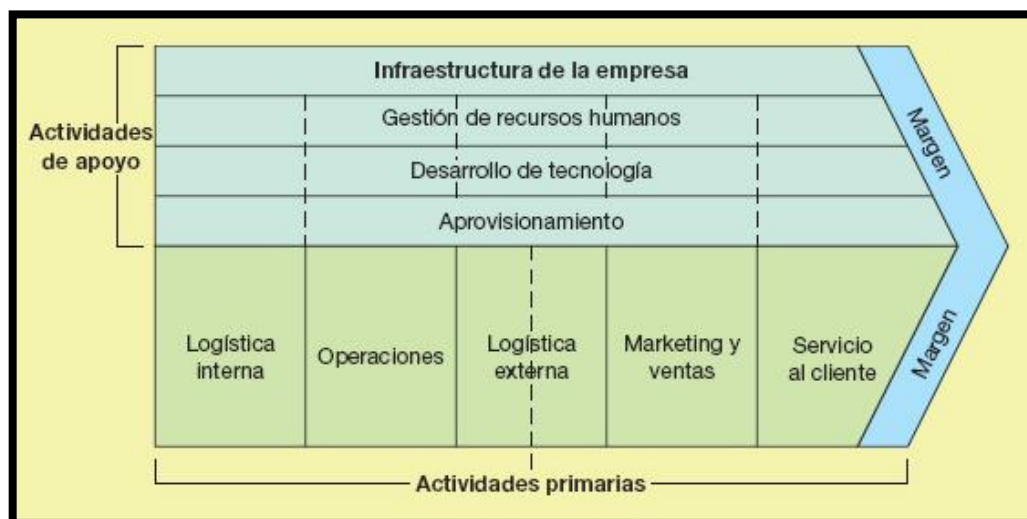 Infraestructura de la empresa
Gestión de recursos humanos
Actividades
de apoyo
Desarrollo de tecnología
Aprovisionamiento
Margen
Logística
interna
Operaciones
Logística
externa
Marketing y
ventas
Servicio
al cliente
Margen
Actividades primarias